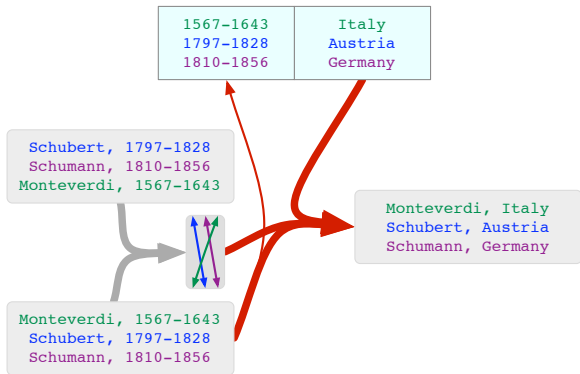 1567-1643 Italy
1797-1828 Austria
1810-1856 Germany
Schubert, 1797-1828
Schumann, 1810-1856
Monteverdi, 1567-1643
Monteverdi, Italy
Schubert, Austria
Schumann, Germany
Monteverdi, 1567-1643
Schubert, 1797-1828
Schumann, 1810-1856